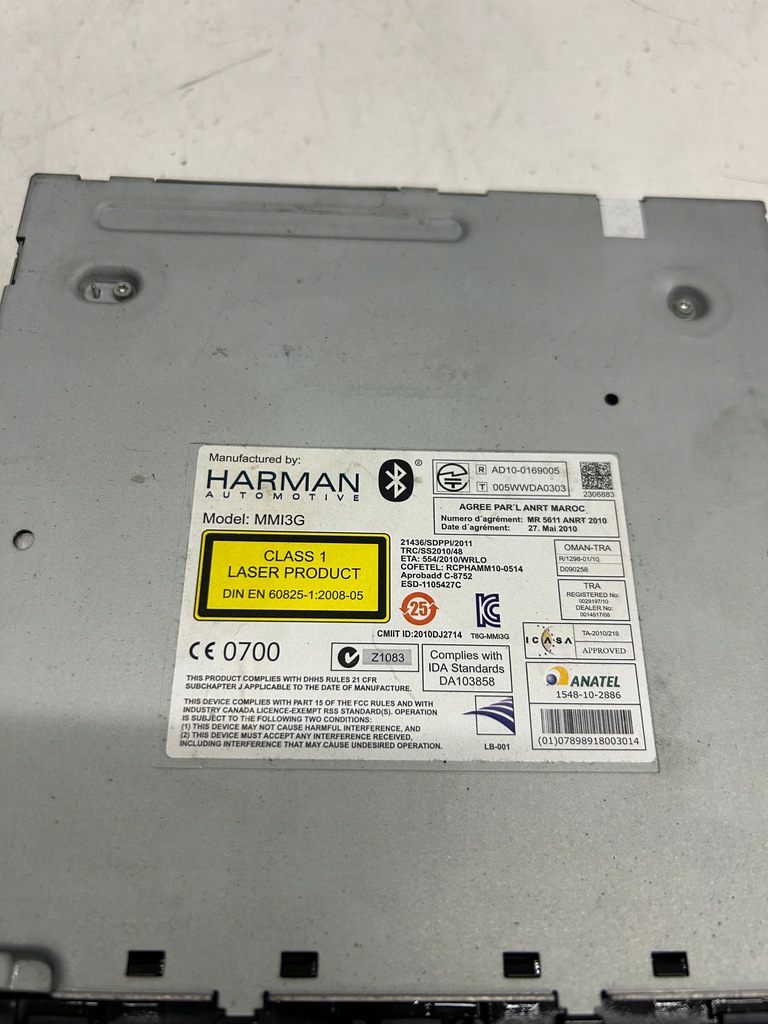 Manufactured by:
HARMAN
AUTOMOTIVE
®
Model: MMI3G
R AD10-0169005
T 005WWDA0303
2306883
AGREE PAR'L ANRT MAROC
Numero d'agrément: MR 5611 ANRT 2010
Date d'agrément: 27. Mai 2010
CLASS 1
LASER PRODUCT
DIN EN 60825-1:2008-05
21436/SDPPI/2011
TRC/SS2010/48
ETA: 554/2010/WRLO
COFETEL: RCPHAMM10-0514
Aprobadd C-8752
ESD-1105427C
OMAN-TRA
R/1298-01/10
D090258
TRA
REGISTERED No:
0029197/10
DEALER No:
0014517/08
25
CMIIT ID:2010DJ2714
T8G-MMI3G
ICASA
TA-2010/218
APPROVED
CE 0700
Z1083
Complies with
IDA Standards
DA103858
ANATEL
1548-10-2886
(01)07898918003014
THIS PRODUCT COMPLIES WITH DHHS RULES 21 CFR
SUBCHAPTER J APPLICABLE TO THE DATE OF MANUFACTURE.
THIS DEVICE COMPLIES WITH PART 15 OF THE FCC RULES AND WITH
INDUSTRY CANADA LICENCE-EXEMPT RSS STANDARD(S). OPERATION
IS SUBJECT TO THE FOLLOWING TWO CONDITIONS:
(1) THIS DEVICE MAY NOT CAUSE HARMFUL INTERFERENCE, AND
(2) THIS DEVICE MUST ACCEPT ANY INTERFERENCE RECEIVED,
INCLUDING INTERFERENCE THAT MAY CAUSE UNDESIRED OPERATION.
LB-001